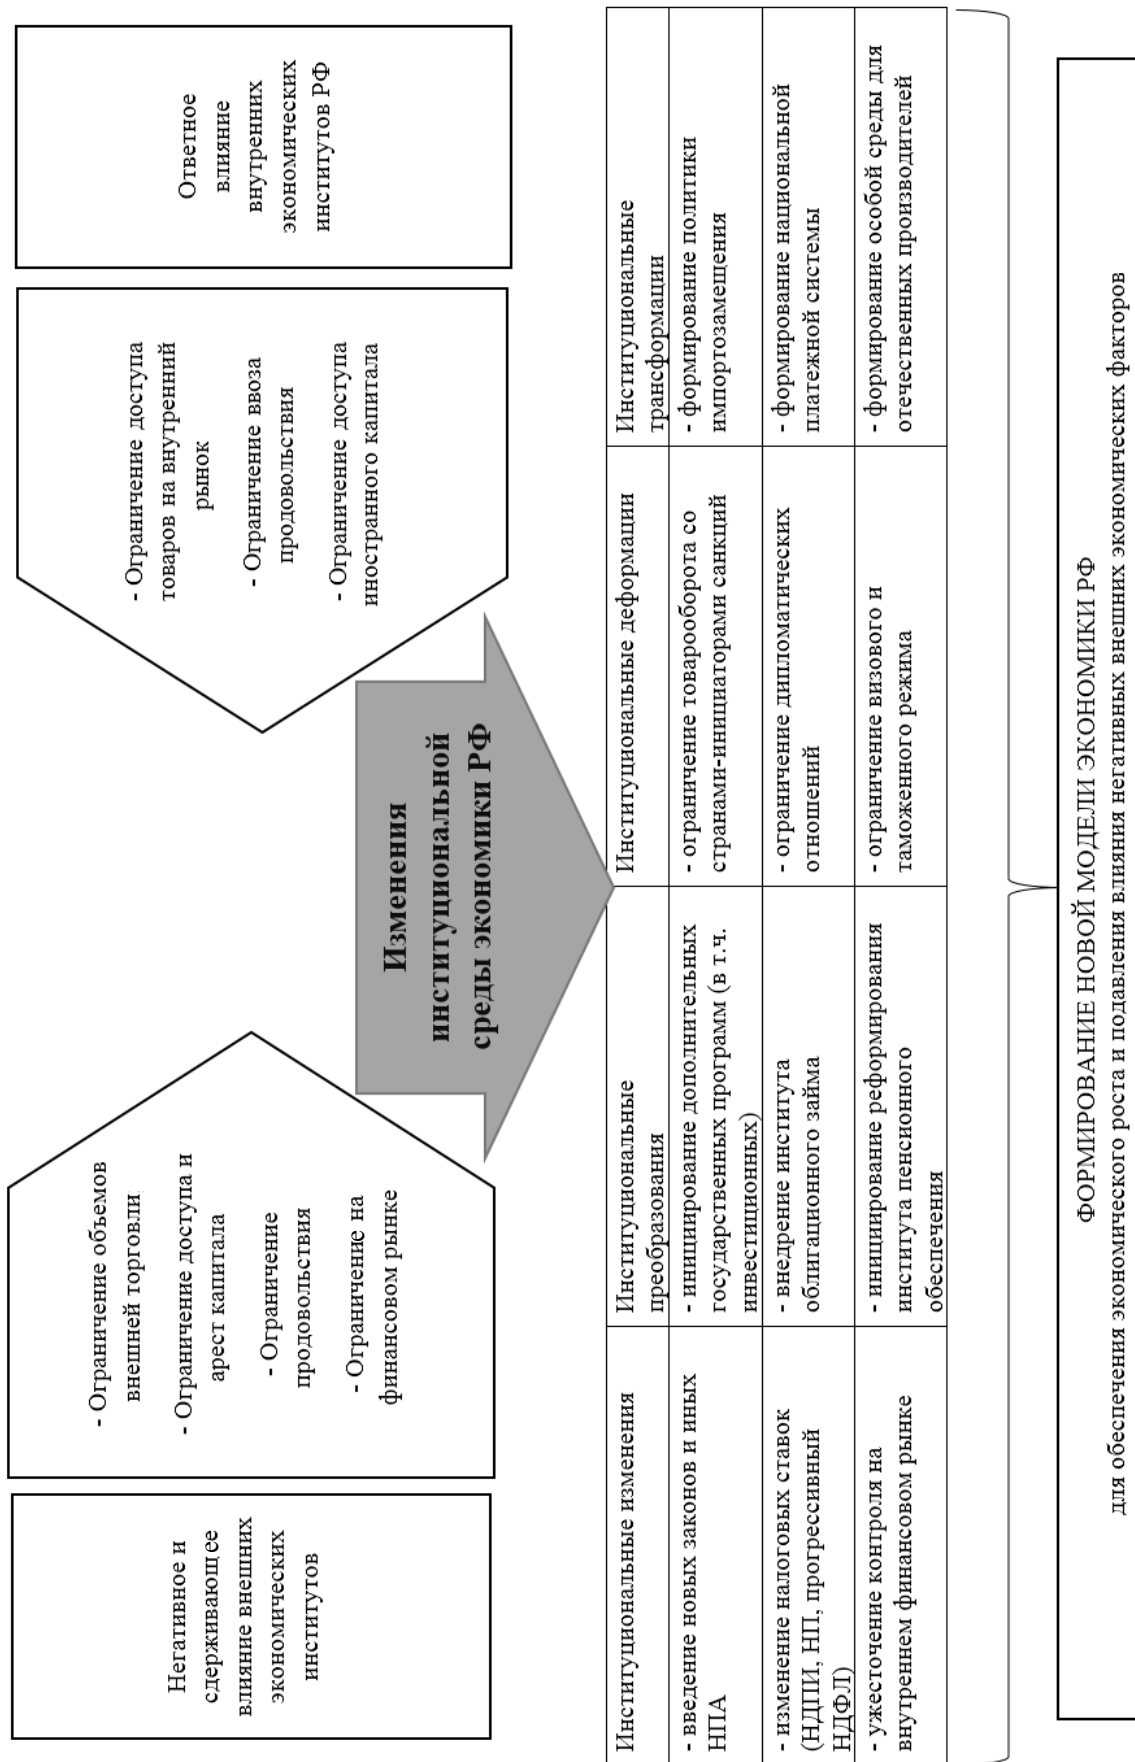 Негативное и
сдерживающее
влияние внешних
экономических
институтов
- Ограничение объемов
внешней торговли
- Ограничение доступа и
арест капитала
- Ограничение
продовольствия
- Ограничение на
финансовом рынке
Изменения
институциональной
среды экономики РФ
- Ограничение доступа
товаров на внутренний
рынок
- Ограничение ввоза
продовольствия
- Ограничение доступа
иностранного капитала
Ответное
влияние
внутренних
экономических
институтов РФ
Институциональные изменения
Институциональные
преобразования
Институциональные деформации
Институциональные
трансформации
- введение новых законов и иных
НПА
- инициирование дополнительных
государственных программ (в т.ч.
инвестиционных)
- ограничение товарооборота со
странами-инициаторами санкций
- формирование политики
импортозамещения
- изменение налоговых ставок
(НДПИ, НП, прогрессивный
НДФЛ)
- внедрение института
облигационного займа
- ограничение дипломатических
отношений
- формирование национальной
платежной системы
- ужесточение контроля на
внутреннем финансовом рынке
- инициирование реформирования
института пенсионного
обеспечения
- ограничение визового и
таможенного режима
- формирование особой среды для
отечественных производителей
ФОРМИРОВАНИЕ НОВОЙ МОДЕЛИ ЭКОНОМИКИ РФ
для обеспечения экономического роста и подавления влияния негативных внешних экономических факторов